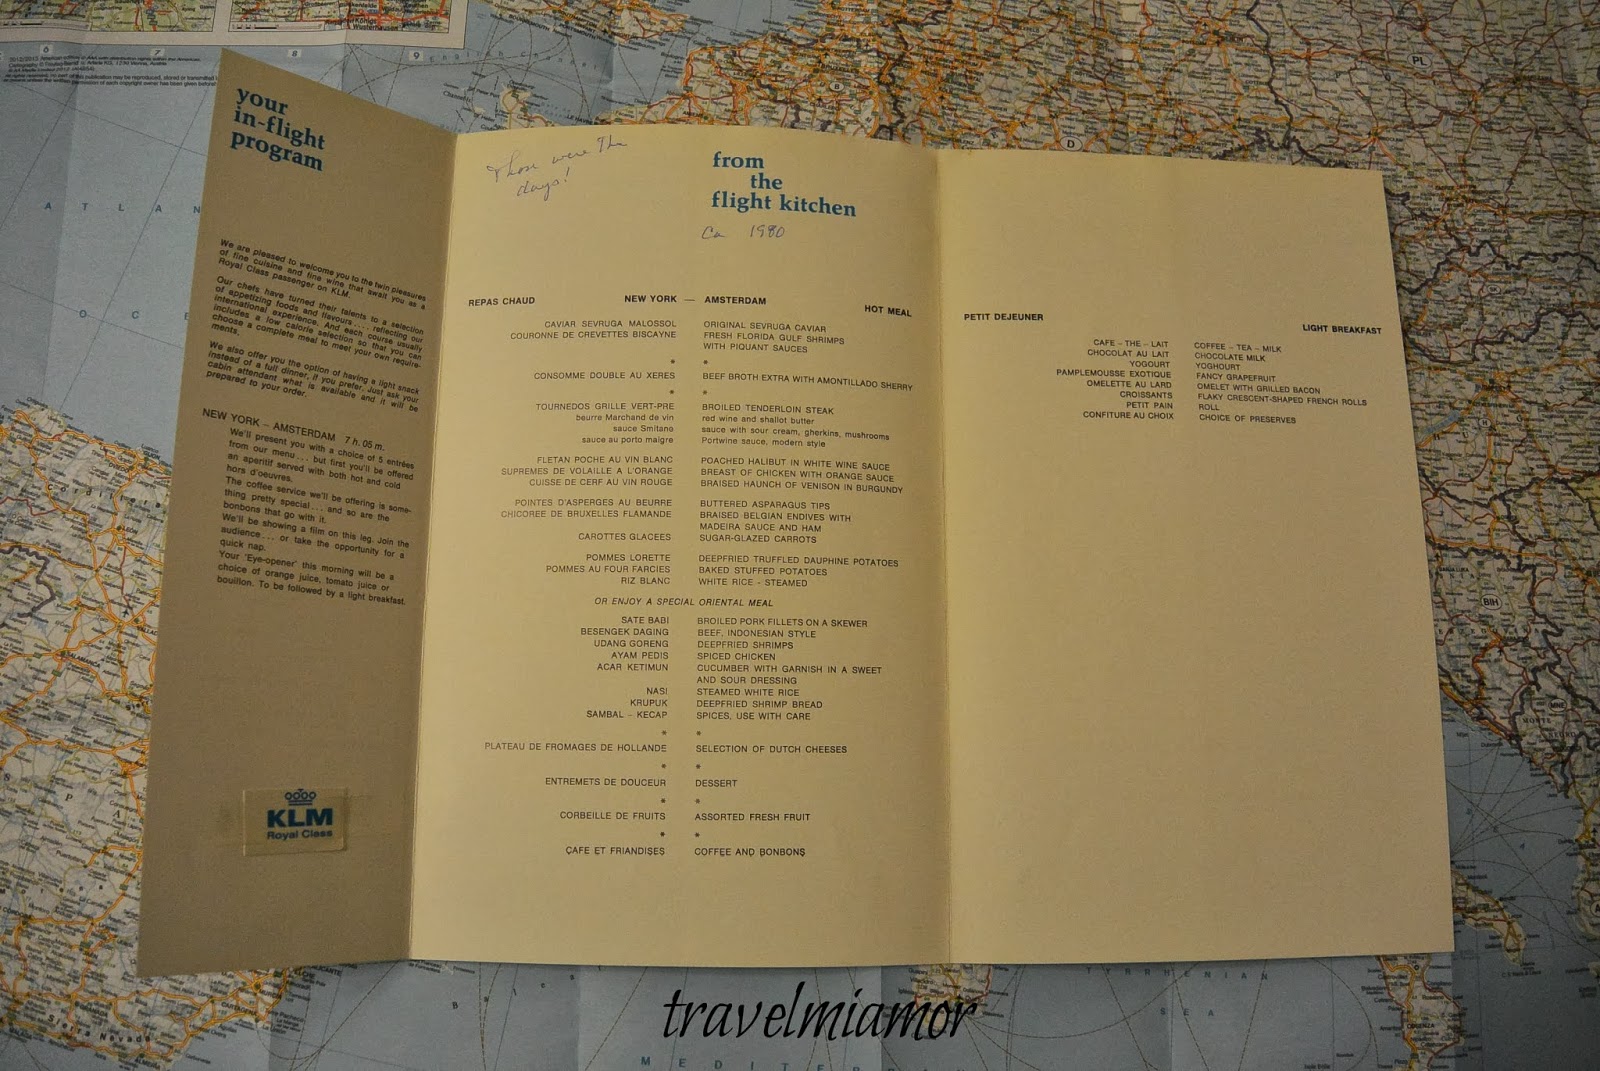 your
in-flight
program
We are pleased to welcome you to the twin pleasures
of fine cuisine and fine wine that await you as a
Royal Class passenger on KLM.
Our chefs have turned their talents to a selection
of appetizing foods and flavours.... reflecting our
international experience. And each course usually
includes a low calorie selection so that you can
choose a complete meal to meet your own require-
ments.
We also offer you the option of having a light snack
instead of a full dinner, if you prefer. Just ask your
cabin attendant what is available and it will be
prepared to your order.
NEW YORK – AMSTERDAM 7 h. 05 m.
We'll present you with a choice of 5 entrées
from our menu... but first you'll be offered
an aperitif served with both hot and cold
hors d'oeuvres.
The coffee service we'll be offering is some-
thing pretty special... and so are the
bonbons that go with it.
We'll be showing a film on this leg. Join the
audience... or take the opportunity for a
quick nap.
Your 'Eye-opener' this morning will be a
choice of orange juice, tomato juice or
bouillon. To be followed by a light breakfast.
KLM
Royal Class
Those were the
days!
from
the
flight kitchen
Ca 1980
REPAS CHAUD NEW YORK — AMSTERDAM HOT MEAL
CAVIAR SEVRUGA MALOSSOL ORIGINAL SEVRUGA CAVIAR
COURONNE DE CREVETTES BISCAYNE FRESH FLORIDA GULF SHRIMPS
WITH PIQUANT SAUCES
* *
CONSOMME DOUBLE AU XERES BEEF BROTH EXTRA WITH AMONTILLADO SHERRY
* *
TOURNEDOS GRILLE VERT-PRE BROILED TENDERLOIN STEAK
beurre Marchand de vin red wine and shallot butter
sauce Smitane sauce with sour cream, gherkins, mushrooms
sauce au porto maigre Portwine sauce, modern style
FLETAN POCHE AU VIN BLANC POACHED HALIBUT IN WHITE WINE SAUCE
SUPREMES DE VOLAILLE A L'ORANGE BREAST OF CHICKEN WITH ORANGE SAUCE
CUISSE DE CERF AU VIN ROUGE BRAISED HAUNCH OF VENISON IN BURGUNDY
POINTES D'ASPERGES AU BEURRE BUTTERED ASPARAGUS TIPS
CHICOREE DE BRUXELLES FLAMANDE BRAISED BELGIAN ENDIVES WITH
MADEIRA SAUCE AND HAM
CAROTTES GLACEES SUGAR-GLAZED CARROTS
POMMES LORETTE DEEPFRIED TRUFFLED DAUPHINE POTATOES
POMMES AU FOUR FARCIES BAKED STUFFED POTATOES
RIZ BLANC WHITE RICE - STEAMED
OR ENJOY A SPECIAL ORIENTAL MEAL
SATE BABI BROILED PORK FILLETS ON A SKEWER
BESENGEK DAGING BEEF, INDONESIAN STYLE
UDANG GORENG DEEPFRIED SHRIMPS
AYAM PEDIS SPICED CHICKEN
ACAR KETIMUN CUCUMBER WITH GARNISH IN A SWEET
AND SOUR DRESSING
NASI STEAMED WHITE RICE
KRUPUK DEEPFRIED SHRIMP BREAD
SAMBAL – KECAP SPICES, USE WITH CARE
* *
PLATEAU DE FROMAGES DE HOLLANDE SELECTION OF DUTCH CHEESES
* *
ENTREMETS DE DOUCEUR DESSERT
* *
CORBEILLE DE FRUITS ASSORTED FRESH FRUIT
* *
CAFE ET FRIANDISES COFFEE AND BONBONS
PETIT DEJEUNER LIGHT BREAKFAST
CAFE – THE – LAIT COFFEE – TEA – MILK
CHOCOLAT AU LAIT CHOCOLATE MILK
YOGOURT YOGHOURT
PAMPLEMOUSSE EXOTIQUE FANCY GRAPEFRUIT
OMELETTE AU LARD OMELET WITH GRILLED BACON
CROISSANTS FLAKY CRESCENT-SHAPED FRENCH ROLLS
PETIT PAIN ROLL
CONFITURE AU CHOIX CHOICE OF PRESERVES
travelmiamor